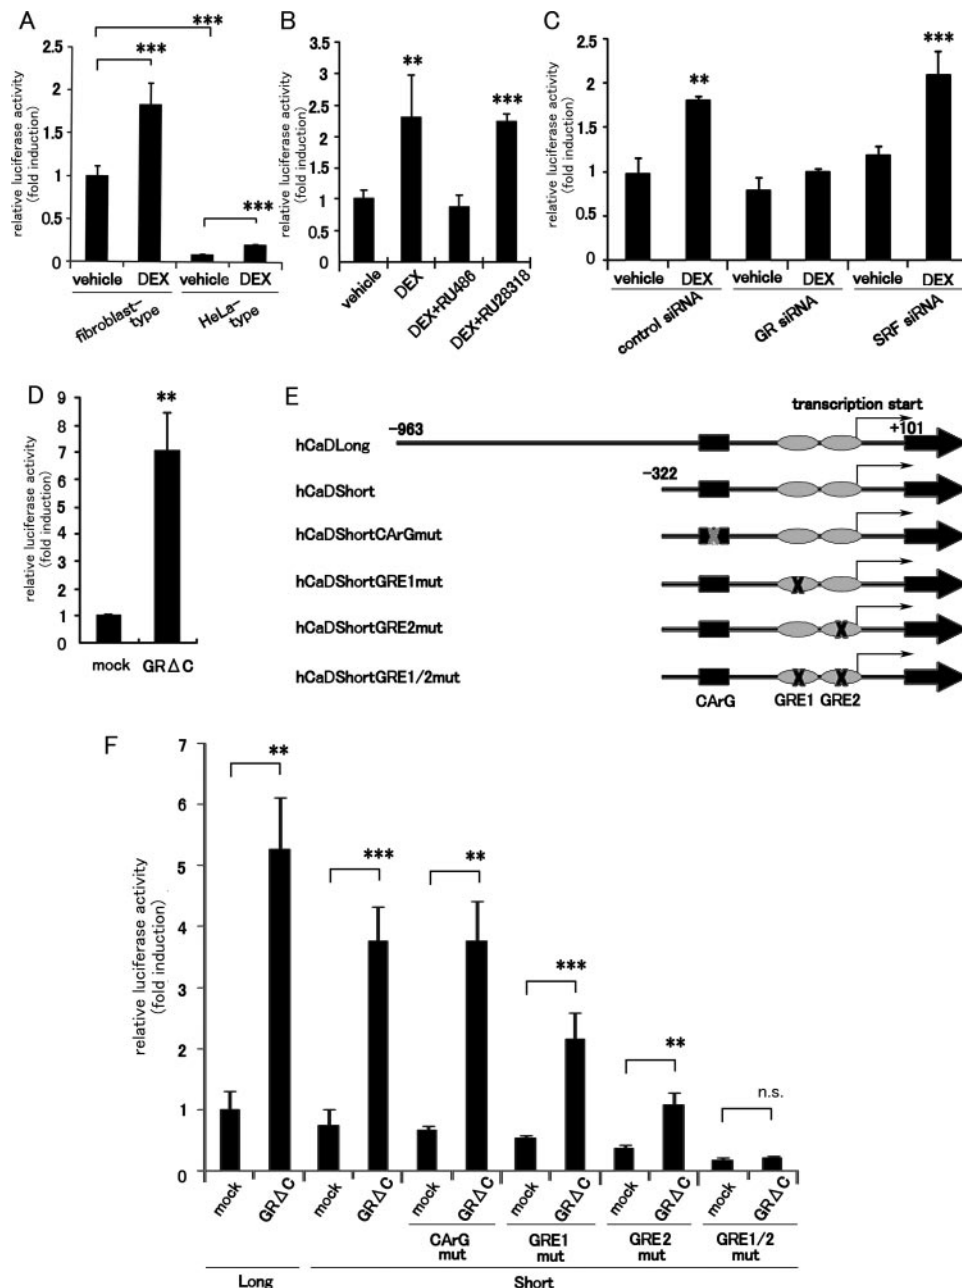 A
***
***
***
relative luciferase activity
(fold induction)
2.5
2
1.5
1
0.5
0
vehicle DEX vehicle DEX
fibroblast-
type
HeLa-
type
B
**
***
relative luciferase activity
(fold induction)
3.5
3
2.5
2
1.5
1
0.5
0
vehicle
DEX
DEX+RU486
DEX+RU28318
C
**
***
relative luciferase activity
(fold induction)
2.5
2
1.5
1
0.5
0
vehicle DEX vehicle DEX vehicle DEX
control siRNA
GR siRNA
SRF siRNA
D
**
relative luciferase activity
(fold induction)
9
8
7
6
5
4
3
2
1
0
mock GRΔC
E
transcription start
-963
+101
hCaDLong
-322
hCaDShort
hCaDShortCArGmut
hCaDShortGRE1mut
hCaDShortGRE2mut
hCaDShortGRE1/2mut
CArG GRE1 GRE2
F
**
***
**
***
**
n.s.
relative luciferase activity
(fold induction)
7
6
5
4
3
2
1
0
mock
GRΔC
mock
GRΔC
mock
GRΔC
mock
GRΔC
mock
GRΔC
mock
GRΔC
CArG
mut
GRE1
mut
GRE2
mut
GRE1/2
mut
Long
Short